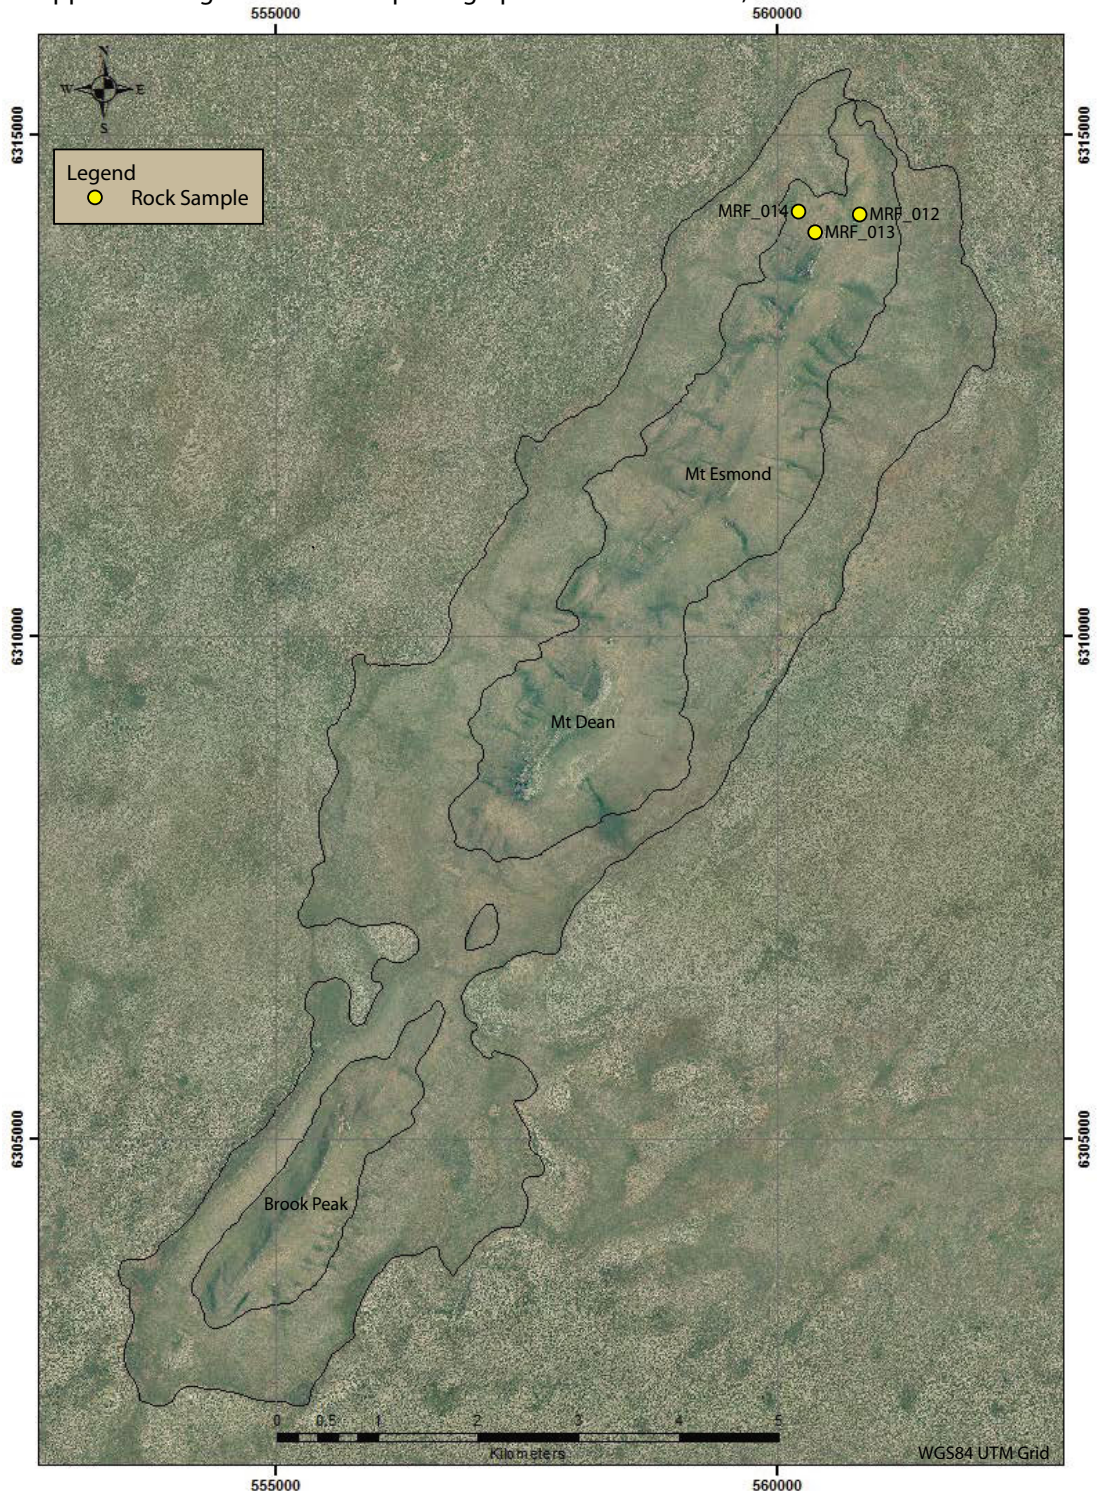 555000
560000
N
W E
S
6315000
6315000
Legend
Rock Sample
MRF_014
MRF_012
MRF_013
Mt Esmond
6310000
6310000
Mt Dean
6305000
6305000
Brook Peak
0 0.5 1 2 3 4 5
Kilometers
WGS84 UTM Grid
555000
560000